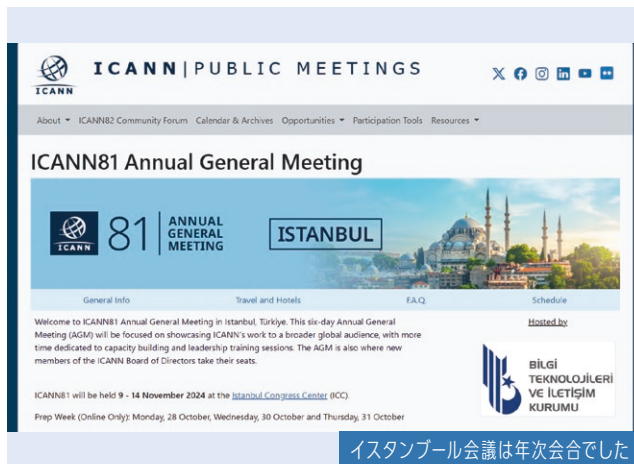 ICANN
ICANN|PUBLIC MEETINGS
About ICANN82 Community Forum Calendar & Archives Opportunities Participation Tools Resources
ICANN81 Annual General Meeting
ICANN
81
ANNUAL
GENERAL
MEETING
ISTANBUL
General Info Travel and Hotels F.A.Q. Schedule
Welcome to ICANN81 Annual General Meeting in Istanbul, Türkiye. This six-day Annual General
Meeting (AGM) will be focused on showcasing ICANN's work to a broader global audience, with more
time dedicated to capacity building and leadership training sessions. The AGM is also where new
members of the ICANN Board of Directors take their seats.
ICANN81 will be held 9 - 14 November 2024 at the Istanbul Congress Center (ICC).
Prep Week (Online Only): Monday, 28 October, Wednesday, 30 October and Thursday, 31 October
Hosted by
BİLGİ
TEKNOLOJİLERİ
VE İLETİŞİM
KURUMU
イスタンブール会議は年次会合でした